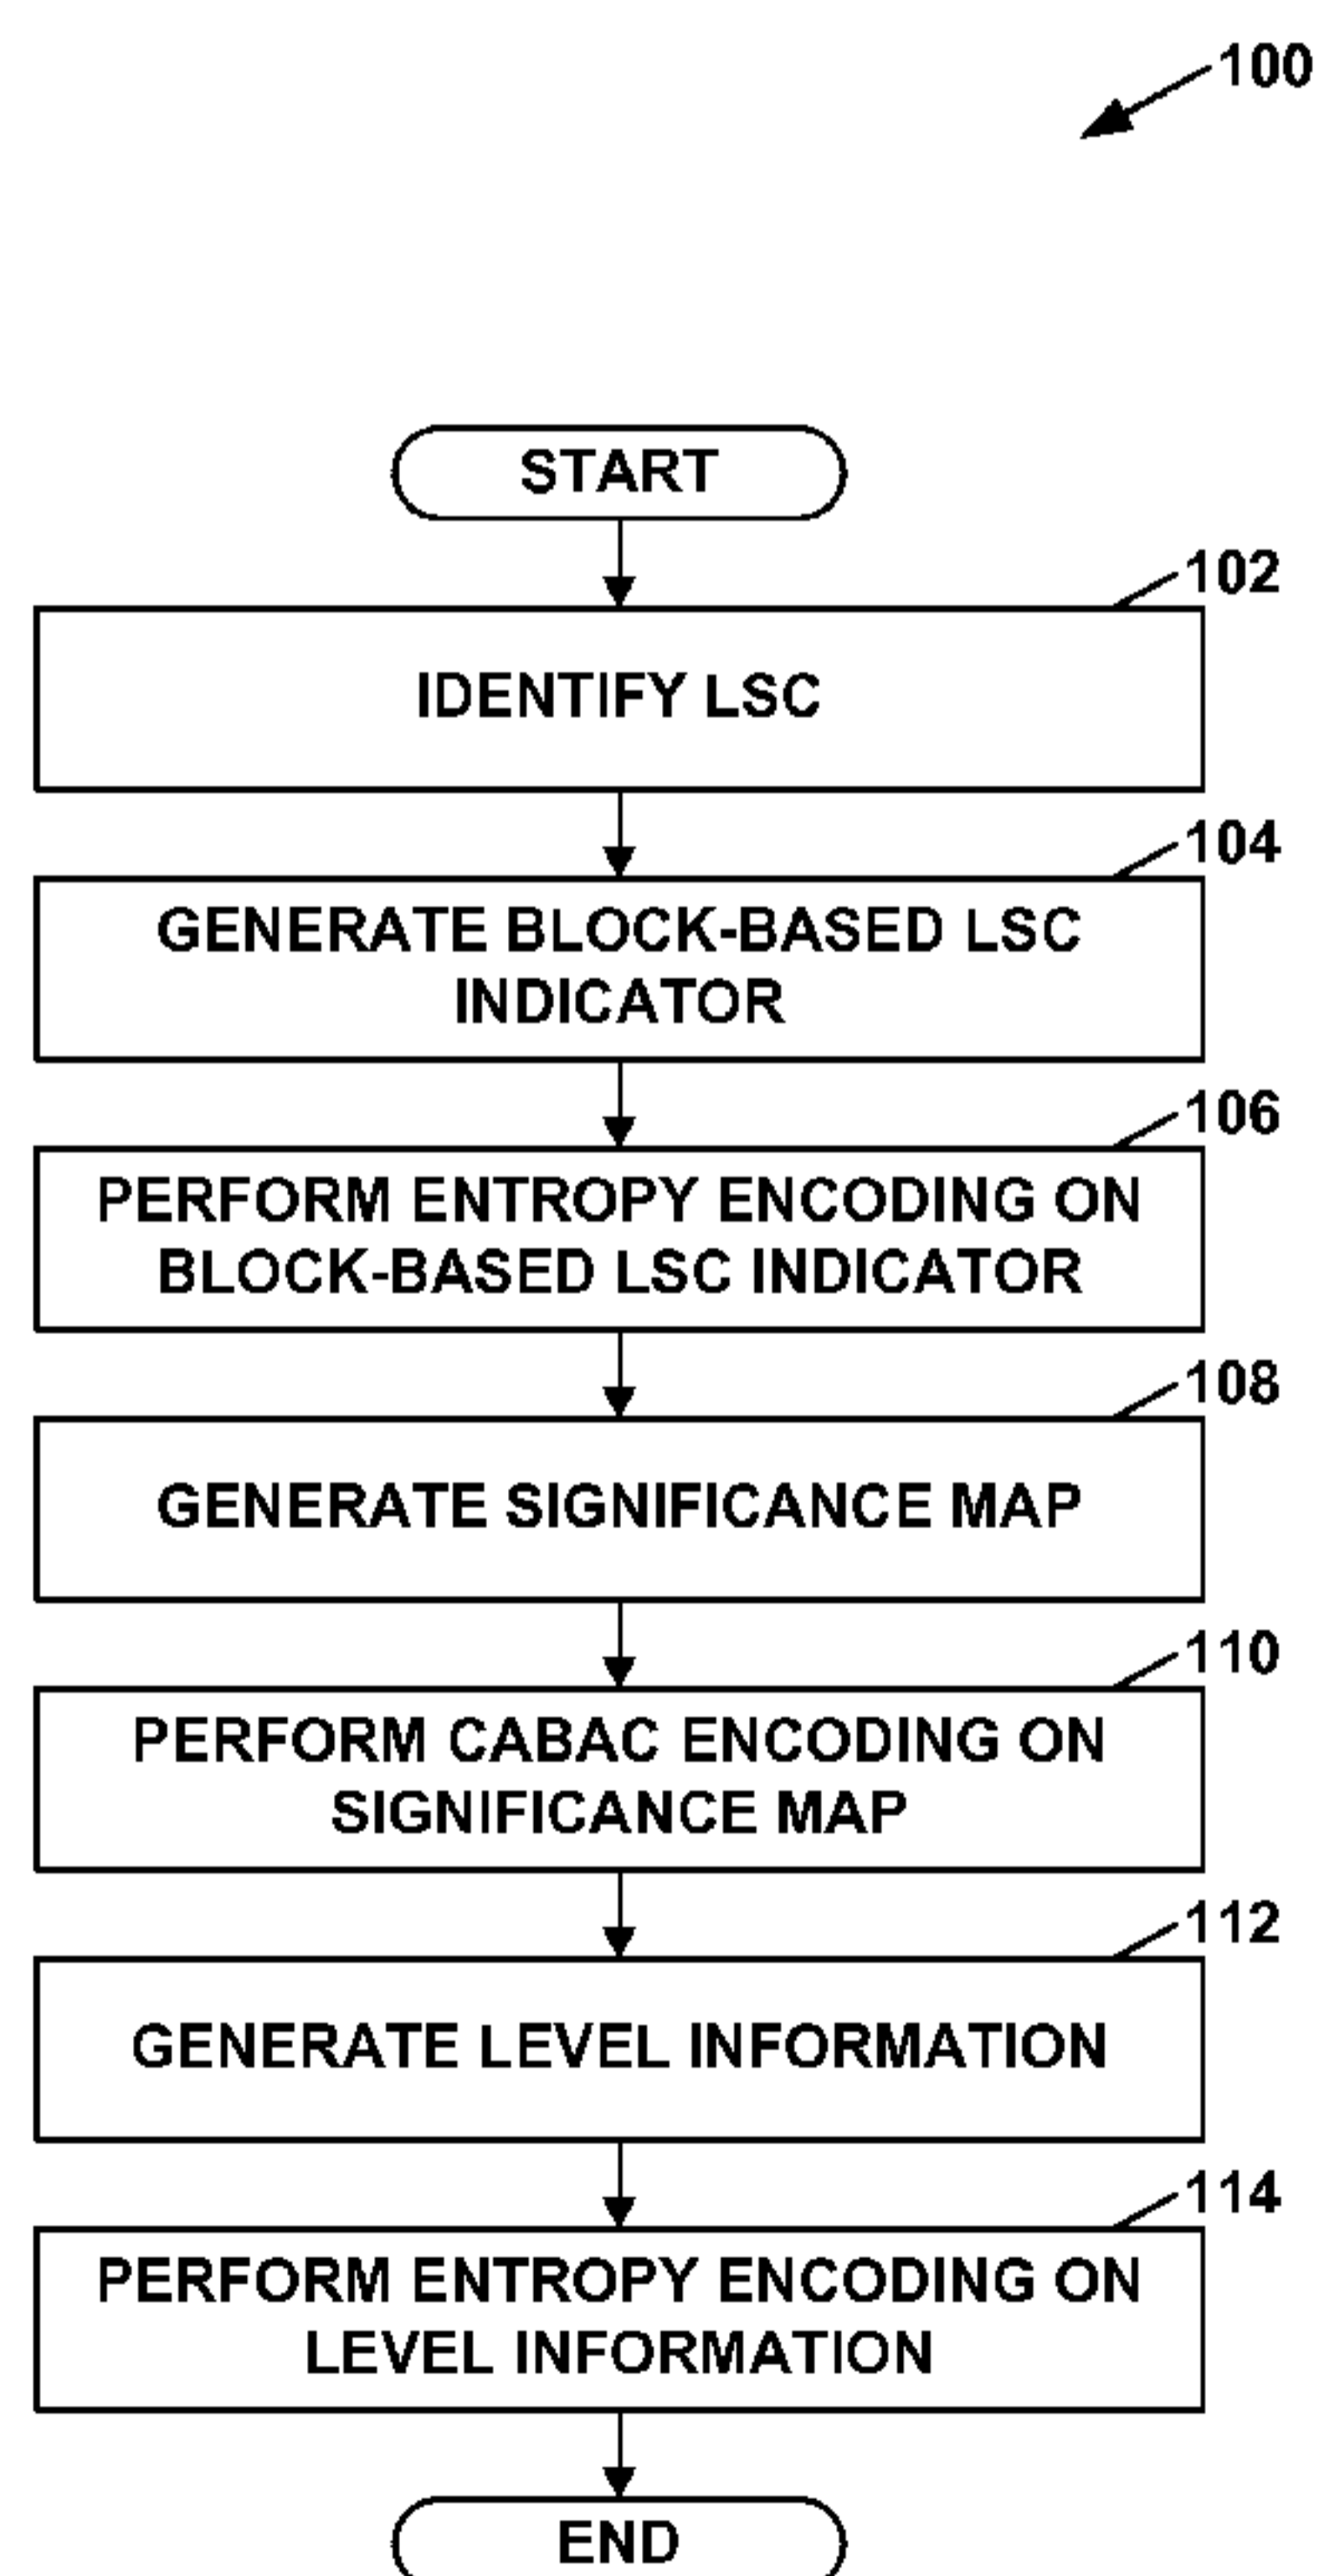 100
START
102
IDENTIFY LSC
104
GENERATE BLOCK-BASED LSC
INDICATOR
106
PERFORM ENTROPY ENCODING ON
BLOCK-BASED LSC INDICATOR
108
GENERATE SIGNIFICANCE MAP
110
PERFORM CABAC ENCODING ON
SIGNIFICANCE MAP
112
GENERATE LEVEL INFORMATION
114
PERFORM ENTROPY ENCODING ON
LEVEL INFORMATION
END